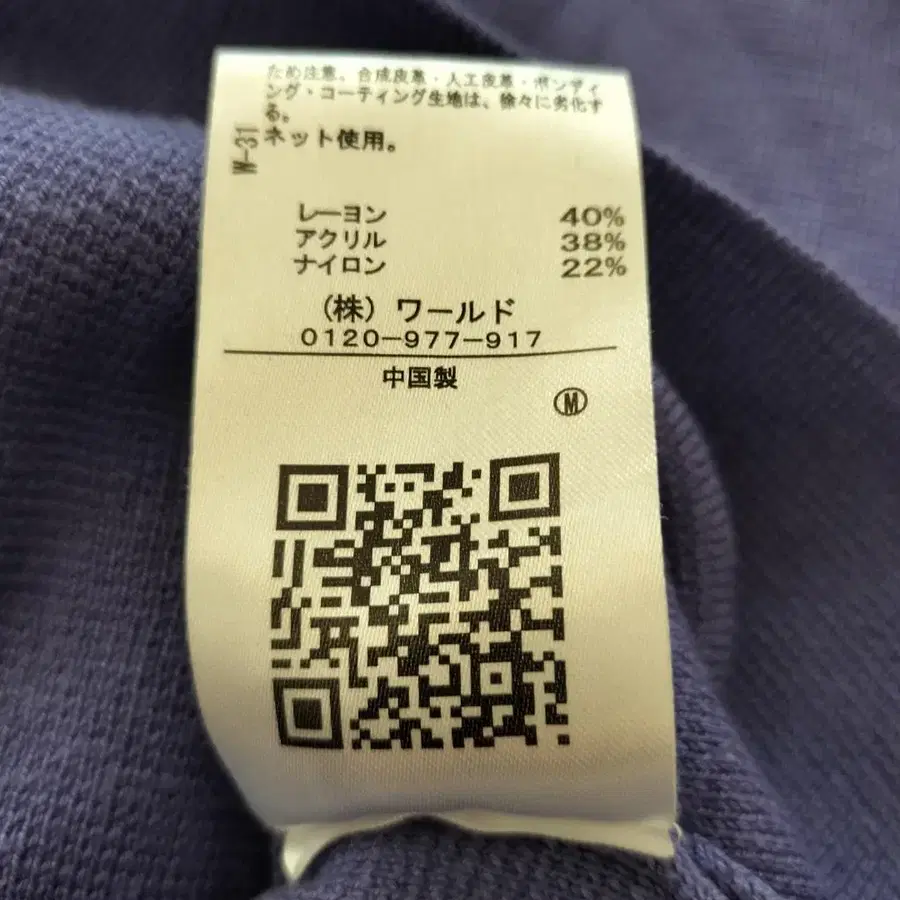 ため注意、合成皮革・人工皮革・ボンディ
ング・コーティング生地は、徐々に劣化す
る。
ネット使用。
W-31
レーヨン 40%
アクリル 38%
ナイロン 22%
(株)ワールド
0120-977-917
中国製
Ⓜ